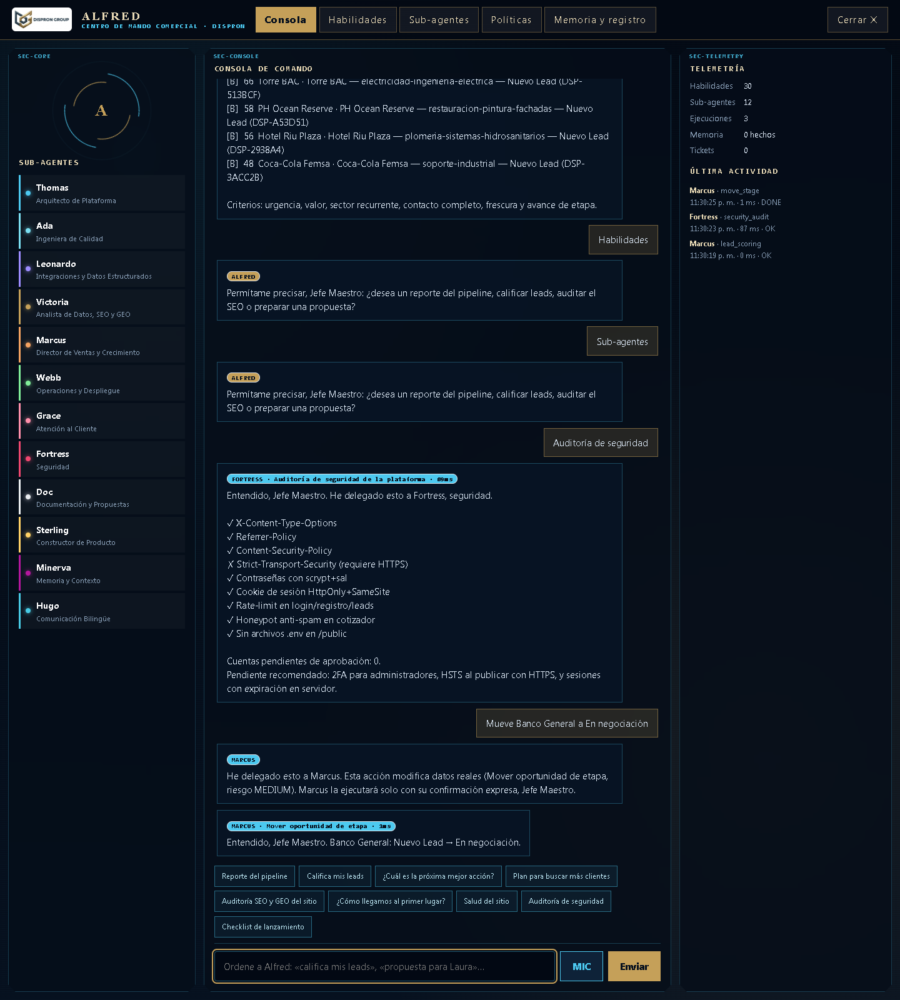 DISPRON GROUP
ALFRED
CENTRO DE MANDO COMERCIAL · DISPRON
Consola
Habilidades
Sub-agentes
Políticas
Memoria y registro
Cerrar X
SEC-CORE
A
SUB-AGENTES
Thomas
Arquitecto de Plataforma
Ada
Ingeniera de Calidad
Leonardo
Integraciones y Datos Estructurados
Victoria
Analista de Datos, SEO y GEO
Marcus
Director de Ventas y Crecimiento
Webb
Operaciones y Despliegue
Grace
Atención al Cliente
Fortress
Seguridad
Doc
Documentación y Propuestas
Sterling
Constructor de Producto
Minerva
Memoria y Contexto
Hugo
Comunicación Bilingüe
SEC-CONSOLE
CONSOLA DE COMANDO
[B] 66 Torre BAC · Torre BAC — electricidad-ingenieria-electrica — Nuevo Lead (DSP-
513BCF)
[B] 58 PH Ocean Reserve · PH Ocean Reserve — restauracion-pintura-fachadas — Nuevo
Lead (DSP-A53D51)
[B] 56 Hotel Riu Plaza · Hotel Riu Plaza — plomeria-sistemas-hidrosanitarios — Nuevo Lead
(DSP-2938A4)
[B] 48 Coca-Cola Femsa · Coca-Cola Femsa — soporte-industrial — Nuevo Lead (DSP-
3ACC2B)
Criterios: urgencia, valor, sector recurrente, contacto completo, frescura y avance de etapa.
Habilidades
ALFRED
Permítame precisar, Jefe Maestro: ¿desea un reporte del pipeline, calificar leads, auditar el
SEO o preparar una propuesta?
Sub-agentes
ALFRED
Permítame precisar, Jefe Maestro: ¿desea un reporte del pipeline, calificar leads, auditar el
SEO o preparar una propuesta?
Auditoría de seguridad
FORTRESS · Auditoría de seguridad de la plataforma · 89ms
Entendido, Jefe Maestro. He delegado esto a Fortress, seguridad.
✓ X-Content-Type-Options
✓ Referrer-Policy
✓ Content-Security-Policy
✗ Strict-Transport-Security (requiere HTTPS)
✓ Contraseñas con scrypt+sal
✓ Cookie de sesión HttpOnly+SameSite
✓ Rate-limit en login/registro/leads
✓ Honeypot anti-spam en cotizador
✓ Sin archivos .env en /public
Cuentas pendientes de aprobación: 0.
Pendiente recomendado: 2FA para administradores, HSTS al publicar con HTTPS, y sesiones
con expiración en servidor.
Mueve Banco General a En negociación
MARCUS
He delegado esto a Marcus. Esta acción modifica datos reales (Mover oportunidad de etapa,
riesgo MEDIUM). Marcus la ejecutará solo con su confirmación expresa, Jefe Maestro.
MARCUS · Mover oportunidad de etapa · 1ms
Entendido, Jefe Maestro. Banco General: Nuevo Lead → En negociación.
Reporte del pipeline
Califica mis leads
¿Cuál es la próxima mejor acción?
Plan para buscar más clientes
Auditoría SEO y GEO del sitio
¿Cómo llegamos al primer lugar?
Salud del sitio
Auditoría de seguridad
Checklist de lanzamiento
Ordene a Alfred: «califica mis leads», «propuesta para Laura»...
MIC
Enviar
SEC-TELEMETRY
TELEMETRÍA
Habilidades 30
Sub-agentes 12
Ejecuciones 3
Memoria 0 hechos
Tickets 0
ÚLTIMA ACTIVIDAD
Marcus · move_stage
11:30:25 p. m. · 1 ms · DONE
Fortress · security_audit
11:30:23 p. m. · 87 ms · OK
Marcus · lead_scoring
11:30:19 p. m. · 0 ms · OK